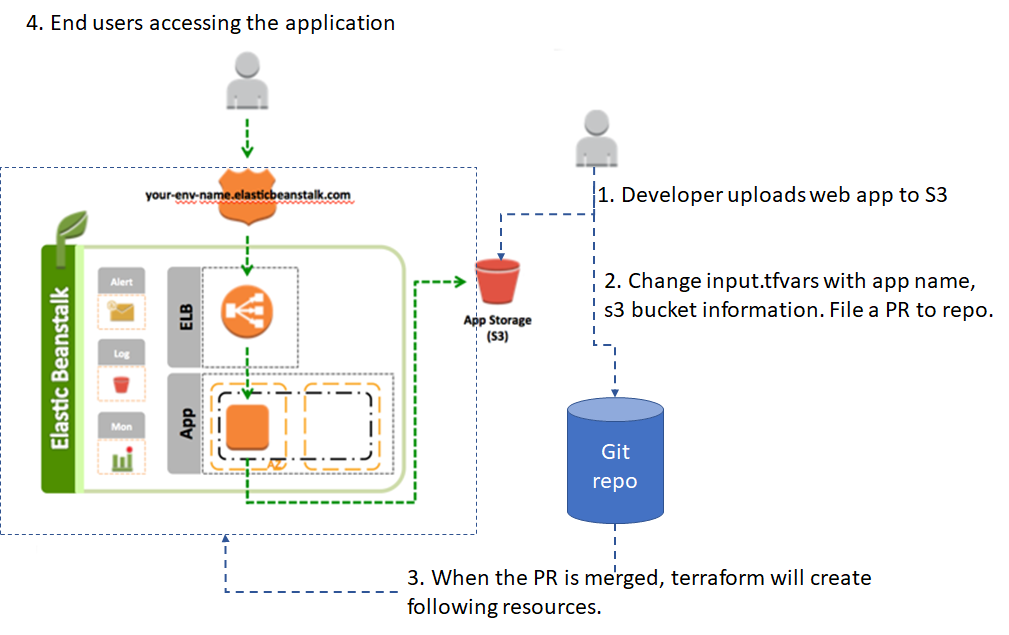 4. End users accessing the application
your-env-name.elasticbeanstalk.com
1. Developer uploads web app to S3
2. Change input.tfvars with app name,
s3 bucket information. File a PR to repo.
Elastic Beanstalk
Alert
Log
Mon
ELB
App
AZ
App Storage
(S3)
Git
repo
3. When the PR is merged, terraform will create
following resources.